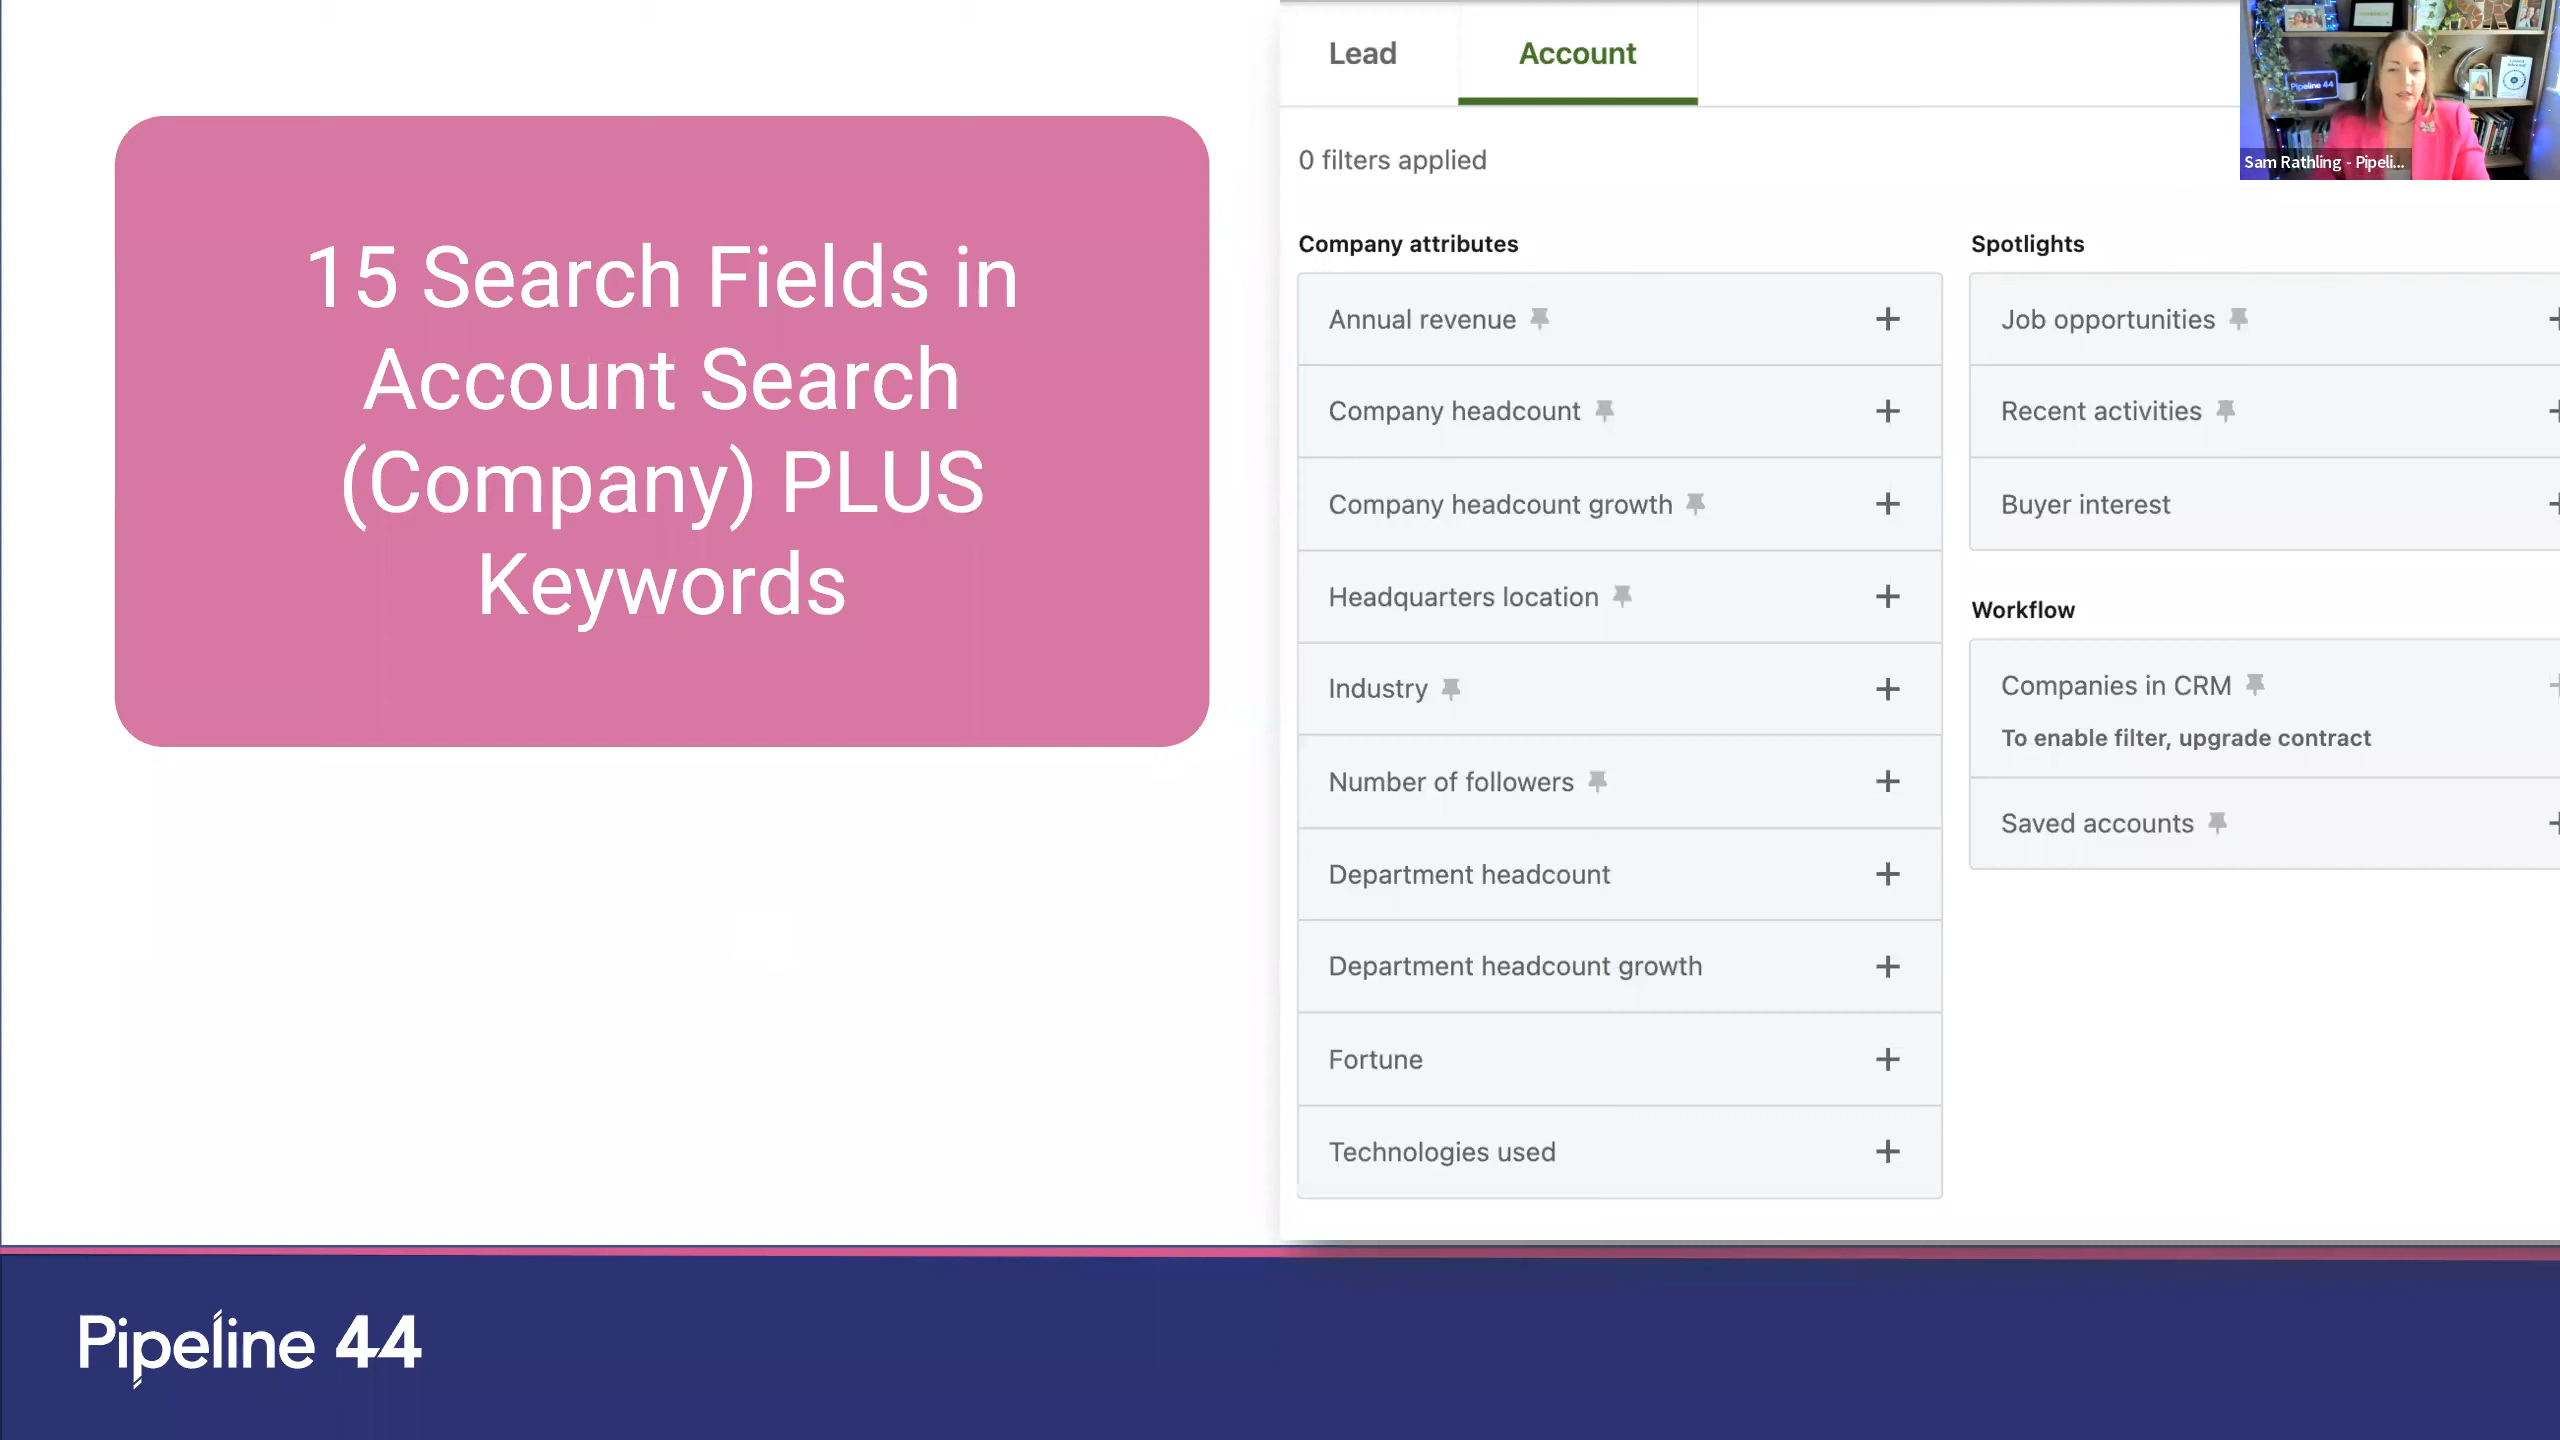 15 Search Fields in
Account Search
(Company) PLUS
Keywords
Lead
Account
0 filters applied
Company attributes
Annual revenue
Company headcount
Company headcount growth
Headquarters location
Industry
Number of followers
Department headcount
Department headcount growth
Fortune
Technologies used
Spotlights
Job opportunities
Recent activities
Buyer interest
Workflow
Companies in CRM
To enable filter, upgrade contract
Saved accounts
Pipeline 44
Sam Rathling - Pipeli...
Pipeline 44